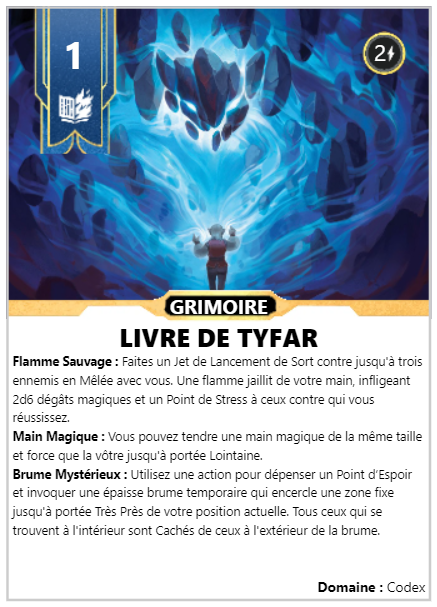 1
2
GRIMOIRE
LIVRE DE TYFAR
Flamme Sauvage : Faites un Jet de Lancement de Sort contre jusqu'à trois
ennemis en Mêlée avec vous. Une flamme jaillit de votre main, infligeant
2d6 dégâts magiques et un Point de Stress à ceux contre qui vous
réussissez.
Main Magique : Vous pouvez tendre une main magique de la même taille
et force que la vôtre jusqu'à portée Lointaine.
Brume Mystérieux : Utilisez une action pour dépenser un Point d'Espoir
et invoquer une épaisse brume temporaire qui encercle une zone fixe
jusqu'à portée Très Près de votre position actuelle. Tous ceux qui se
trouvent à l'intérieur sont Cachés de ceux à l'extérieur de la brume.
Domaine : Codex